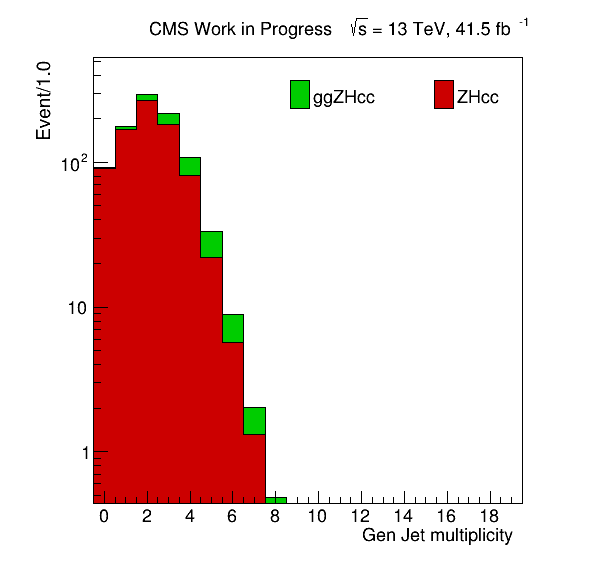 CMS Work in Progress √s = 13 TeV, 41.5 fb⁻¹
Event/1.0
ggZHcc
ZHcc
10²
10
1
0 2 4 6 8 10 12 14 16 18
Gen Jet multiplicity